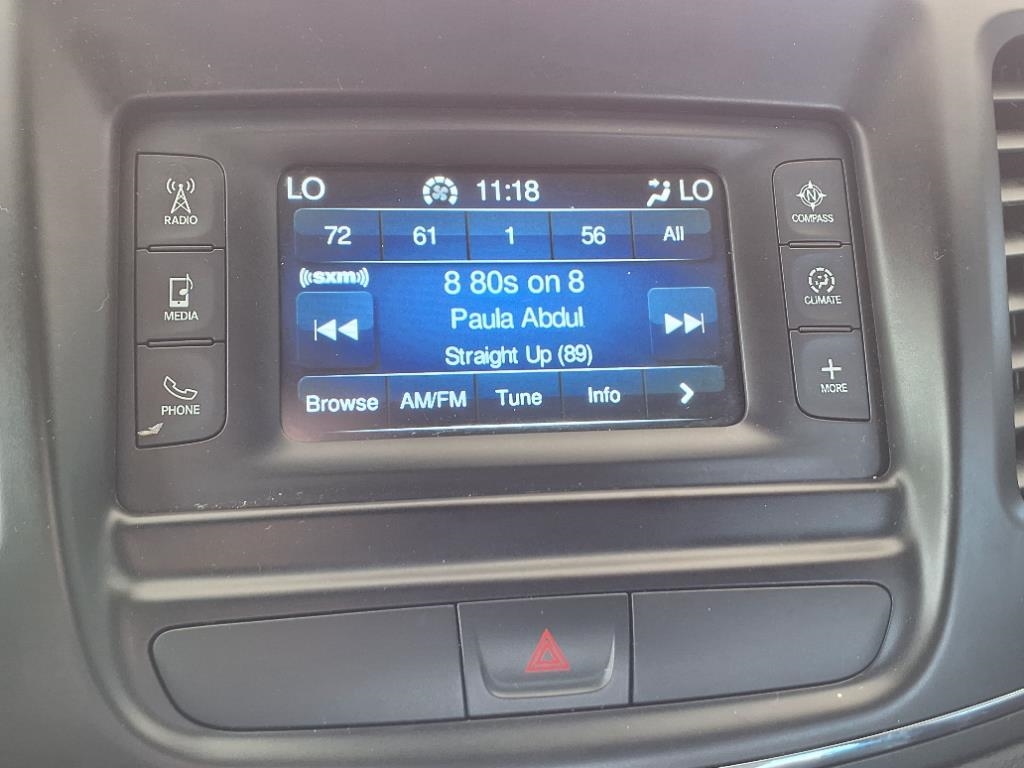 LO 11:18 LO
72 61 1 56 All
((sxm))
8 80s on 8
Paula Abdul
Straight Up (89)
Browse AM/FM Tune Info >
RADIO
MEDIA
PHONE
N
COMPASS
CLIMATE
+
MORE